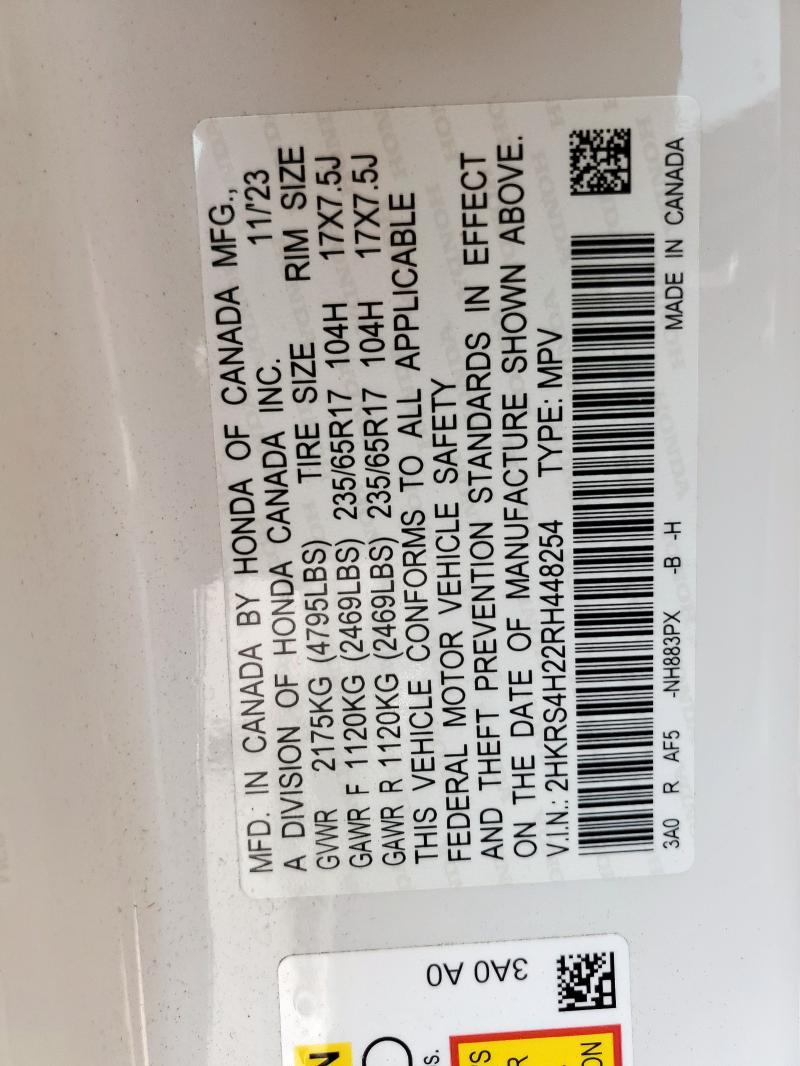 MFD. IN CANADA BY HONDA OF CANADA MFG.,
A DIVISION OF HONDA CANADA INC. 11/'23
GVWR 2175KG (4795LBS) TIRE SIZE RIM SIZE
GAWR F 1120KG (2469LBS) 235/65R17 104H 17X7.5J
GAWR R 1120KG (2469LBS) 235/65R17 104H 17X7.5J
THIS VEHICLE CONFORMS TO ALL APPLICABLE
FEDERAL MOTOR VEHICLE SAFETY
AND THEFT PREVENTION STANDARDS IN EFFECT
ON THE DATE OF MANUFACTURE SHOWN ABOVE.
V.I.N.: 2HKRS4H22RH448254 TYPE: MPV
3A0 R AF5 -NH883PX -B -H MADE IN CANADA
3A0 A0